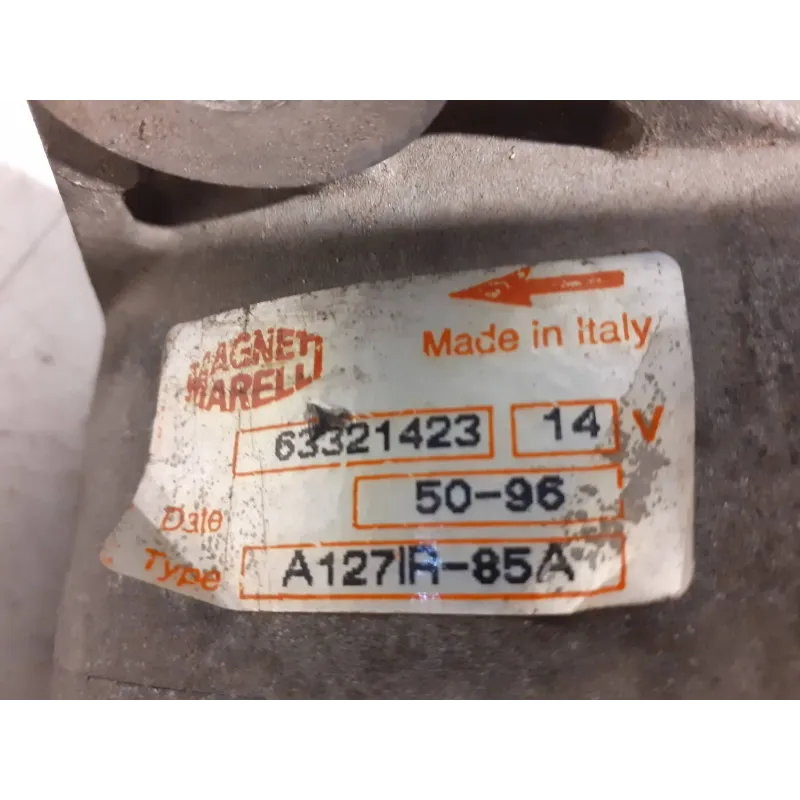 Made in Italy
MAGNETI
MARELLI
63321423 14 V
Date 50-96
Type A127IR-85A